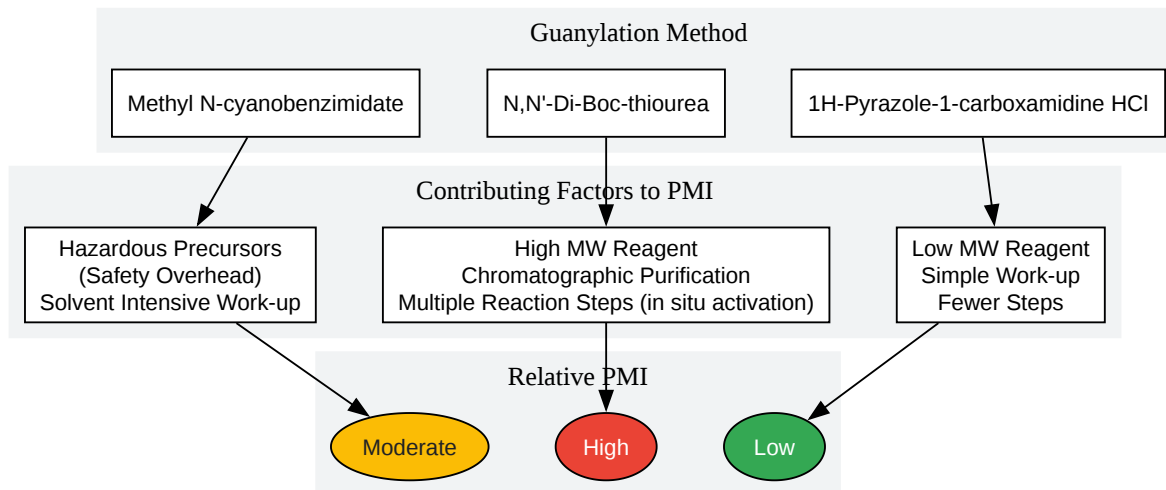 Guanylation Method
Methyl N-cyanobenzimidate
N,N'-Di-Boc-thiourea
1H-Pyrazole-1-carboxamidine HCl
Contributing Factors to PMI
Hazardous Precursors
(Safety Overhead)
Solvent Intensive Work-up
High MW Reagent
Chromatographic Purification
Multiple Reaction Steps (in situ activation)
Low MW Reagent
Simple Work-up
Fewer Steps
Relative PMI
Moderate
High
Low